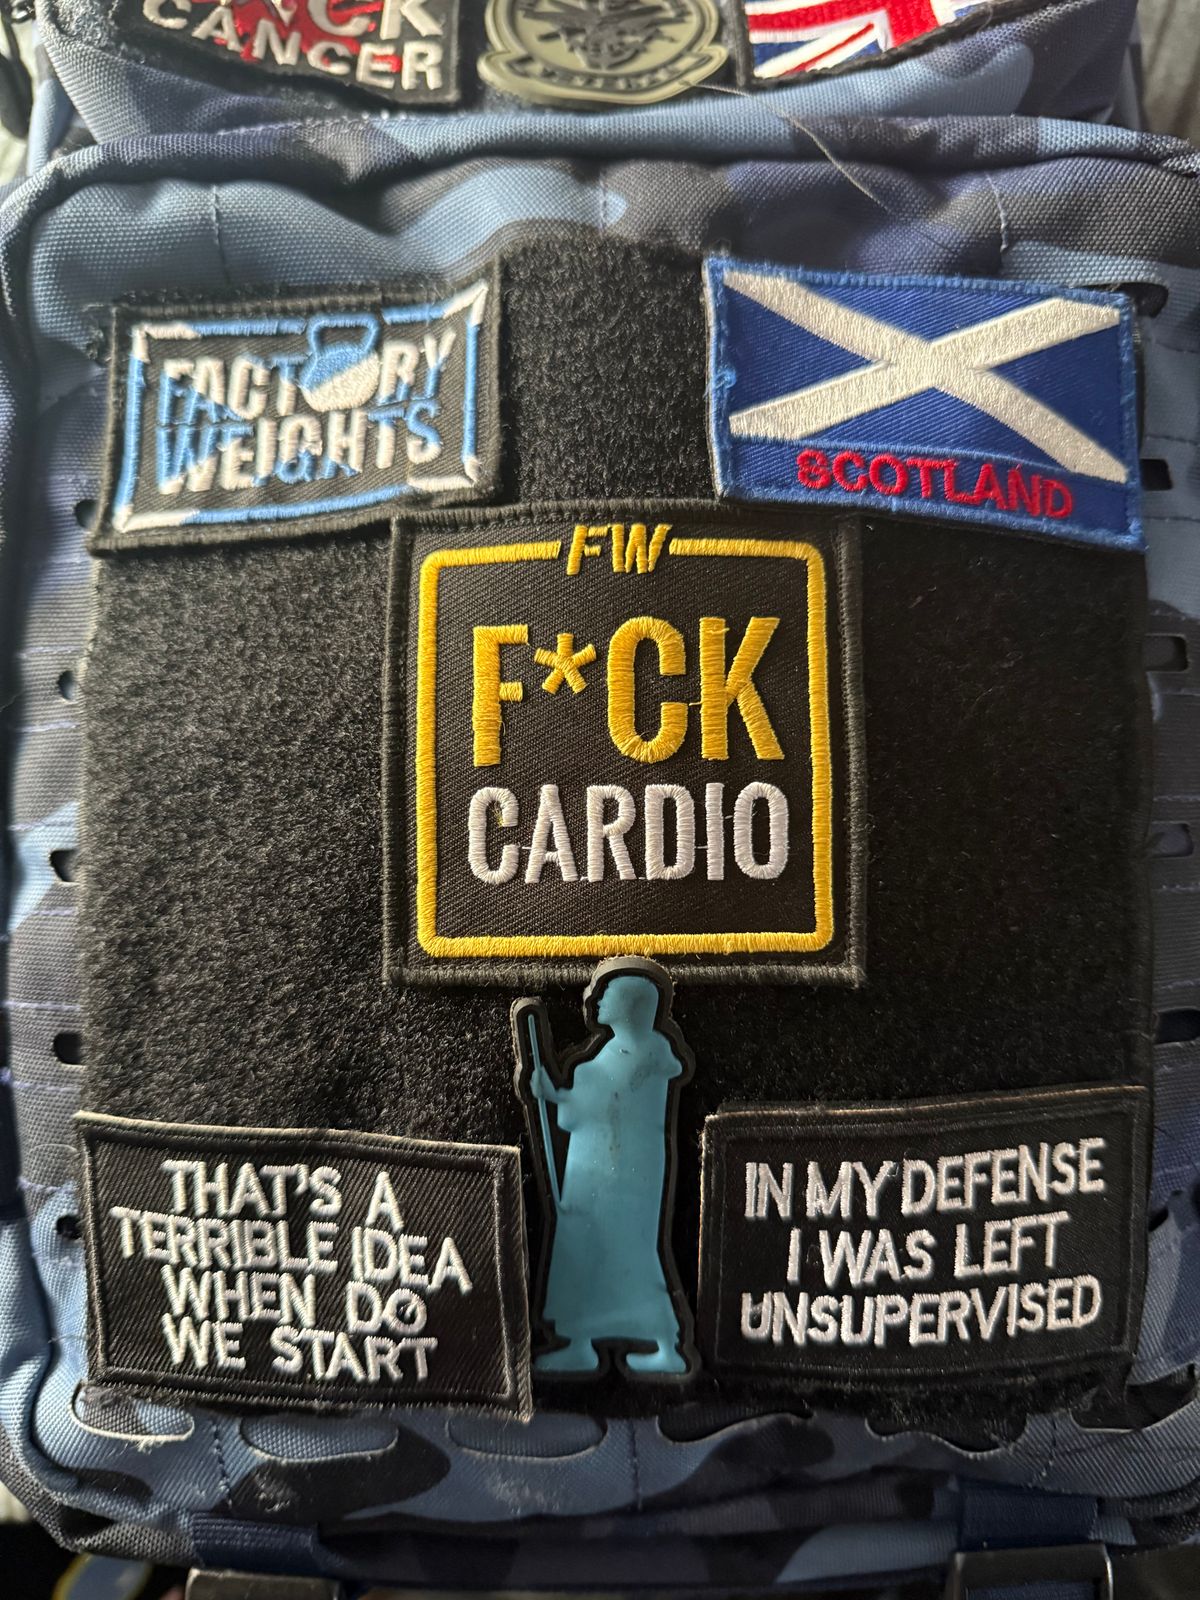 CANCER
FACTORY
WEIGHTS
SCOTLAND
FW
F*CK
CARDIO
THAT'S A
TERRIBLE IDEA
WHEN DO
WE START
IN MY DEFENSE
I WAS LEFT
UNSUPERVISED